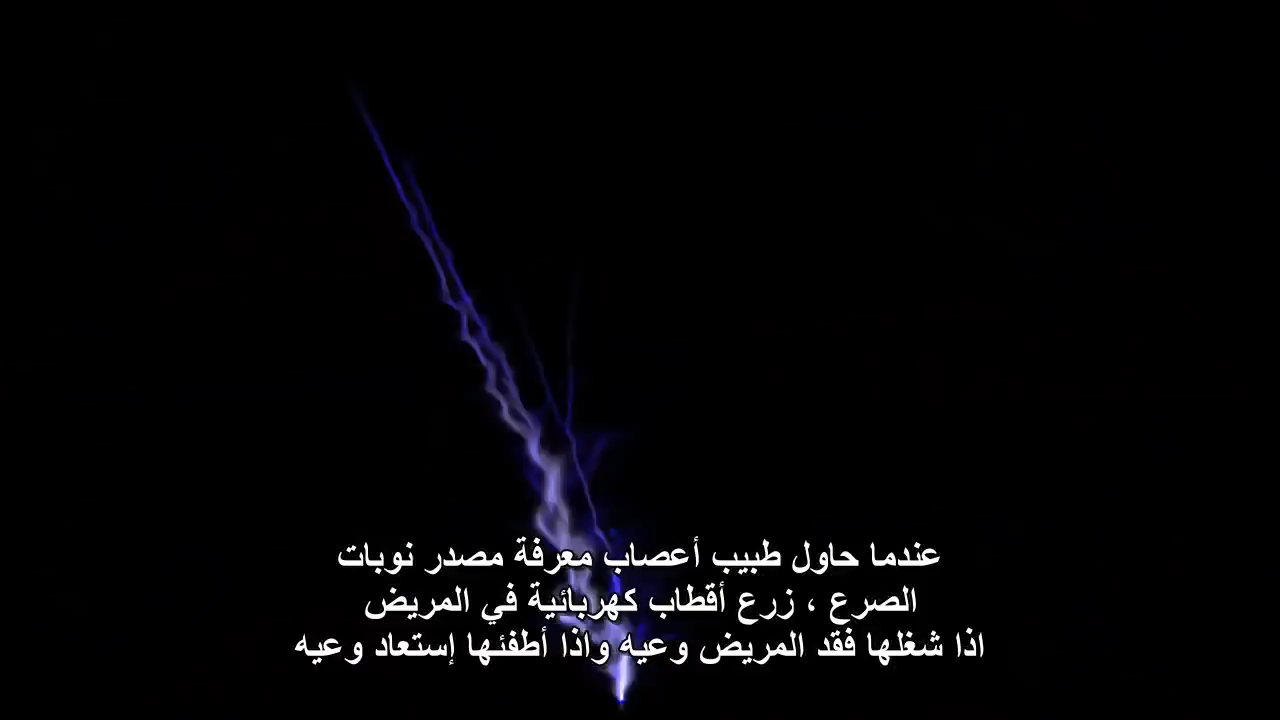 عندما حاول طبيب أعصاب معرفة مصدر نوبات
الصرع ، زرع أقطاب كهربائية في المريض
اذا شغلها فقد المريض وعيه واذا أطفئها إستعاد وعيه